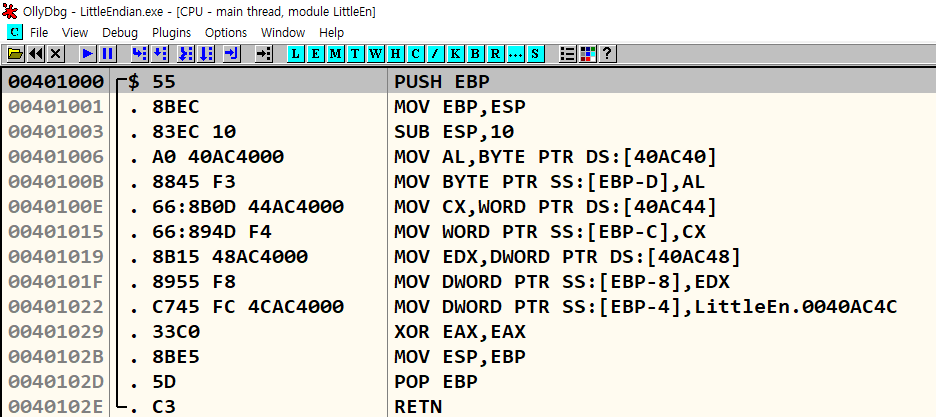 OllyDbg - LittleEndian.exe - [CPU - main thread, module LittleEn]
C File View Debug Plugins Options Window Help
L E M T W H C / K B R ... S ?
00401000 $ 55 PUSH EBP
00401001 . 8BEC MOV EBP,ESP
00401003 . 83EC 10 SUB ESP,10
00401006 . A0 40AC4000 MOV AL,BYTE PTR DS:[40AC40]
0040100B . 8845 F3 MOV BYTE PTR SS:[EBP-D],AL
0040100E . 66:8B0D 44AC4000 MOV CX,WORD PTR DS:[40AC44]
00401015 . 66:894D F4 MOV WORD PTR SS:[EBP-C],CX
00401019 . 8B15 48AC4000 MOV EDX,DWORD PTR DS:[40AC48]
0040101F . 8955 F8 MOV DWORD PTR SS:[EBP-8],EDX
00401022 . C745 FC 4CAC4000 MOV DWORD PTR SS:[EBP-4],LittleEn.0040AC4C
00401029 . 33C0 XOR EAX,EAX
0040102B . 8BE5 MOV ESP,EBP
0040102D . 5D POP EBP
0040102E . C3 RETN